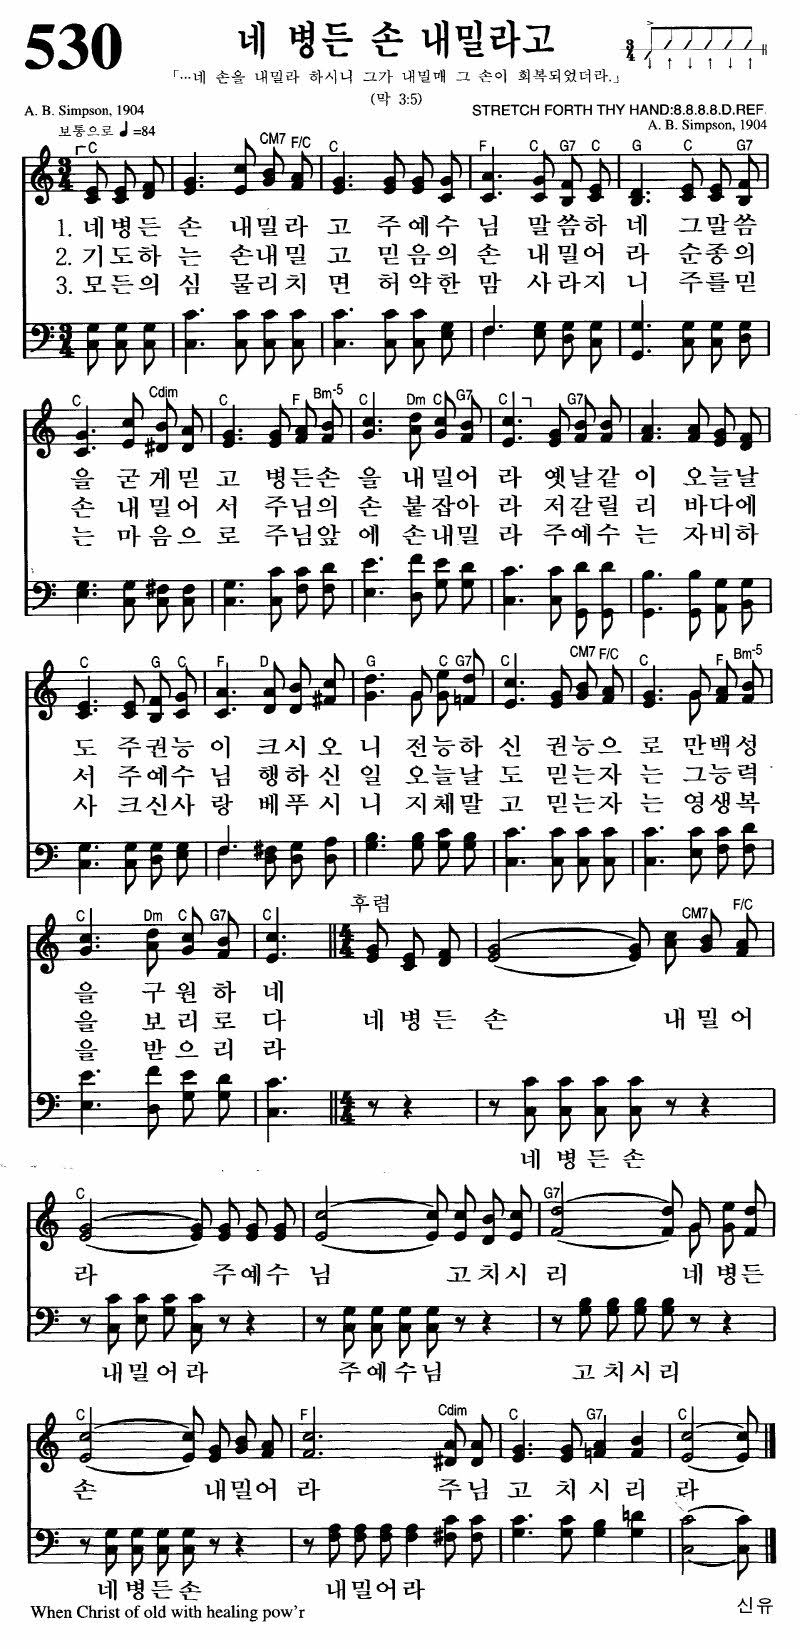 530
네 병든 손 내밀라고
「…네 손을 내밀라 하시니 그가 내밀매 그 손이 회복되었더라.」
(막 3:5)
A. B. Simpson, 1904
STRETCH FORTH THY HAND:8.8.8.8.D.REF.
A. B. Simpson, 1904
보통으로 ♩=84
C CM7 F/C C F C G7 C G C G7
1. 네병든 손 내밀라 고 주예수 님 말씀하 네 그말씀
2. 기도하 는 손내밀 고 믿음의 손 내밀어 라 순종의
3. 모든의 심 물리치 면 허약한 맘 사라지 니 주를믿
C Cdim C F Bm-5 C Dm C G7 C G7
을 굳게믿 고 병든손 을 내밀어 라 옛날같 이 오늘날
손 내밀어 서 주님의 손 붙잡아 라 저갈릴 리 바다에
는 마음으 로 주님앞 에 손내밀 라 주예수 는 자비하
C G C F D G C G7 C CM7 F/C C F Bm-5
도 주권능 이 크시오 니 전능하 신 권능으 로 만백성
서 주예수 님 행하신 일 오늘날 도 믿는자 는 그능력
사 크신사 랑 베푸시 니 지체말 고 믿는자 는 영생복
후렴
C Dm C G7 C CM7 F/C
을 구원하 네
을 보리로 다 네병든 손 내밀어
을 받으리 라
네병든손
C G7
라 주예수 님 고치시 리 네병든
내밀어라 주예수님 고치시리
C F Cdim C G7 C
손 내밀어 라 주님 고 치시리 라
네병든손 내밀어라
When Christ of old with healing pow'r
신유